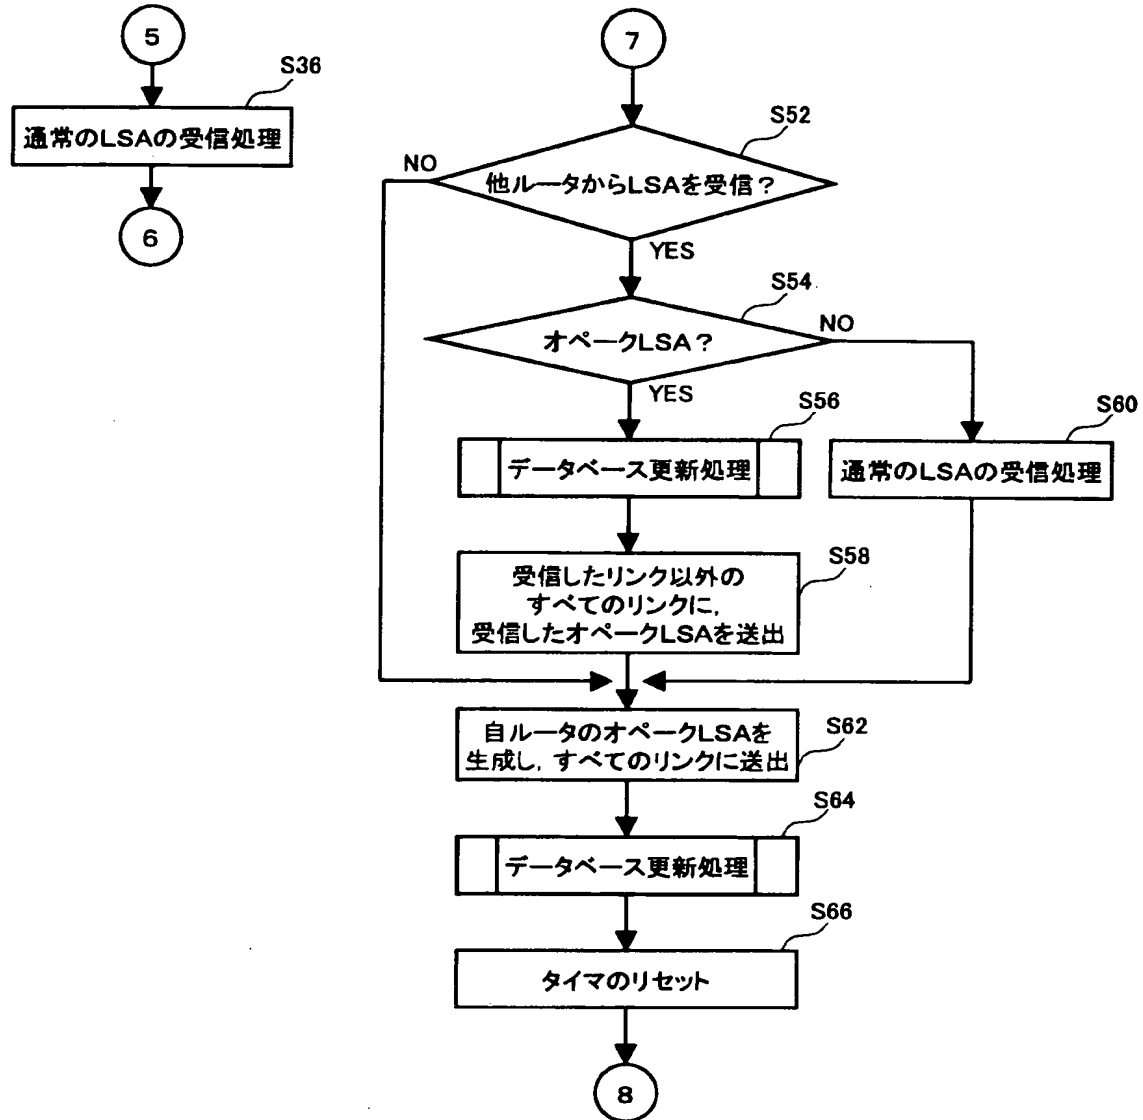 5
S36
通常のLSAの受信処理
6
7
S52
他ルータからLSAを受信？
NO
YES
S54
オペークLSA？
NO
YES
S56
データベース更新処理
S60
通常のLSAの受信処理
S58
受信したリンク以外の
すべてのリンクに，
受信したオペークLSAを送出
S62
自ルータのオペークLSAを
生成し，すべてのリンクに送出
S64
データベース更新処理
S66
タイマのリセット
8